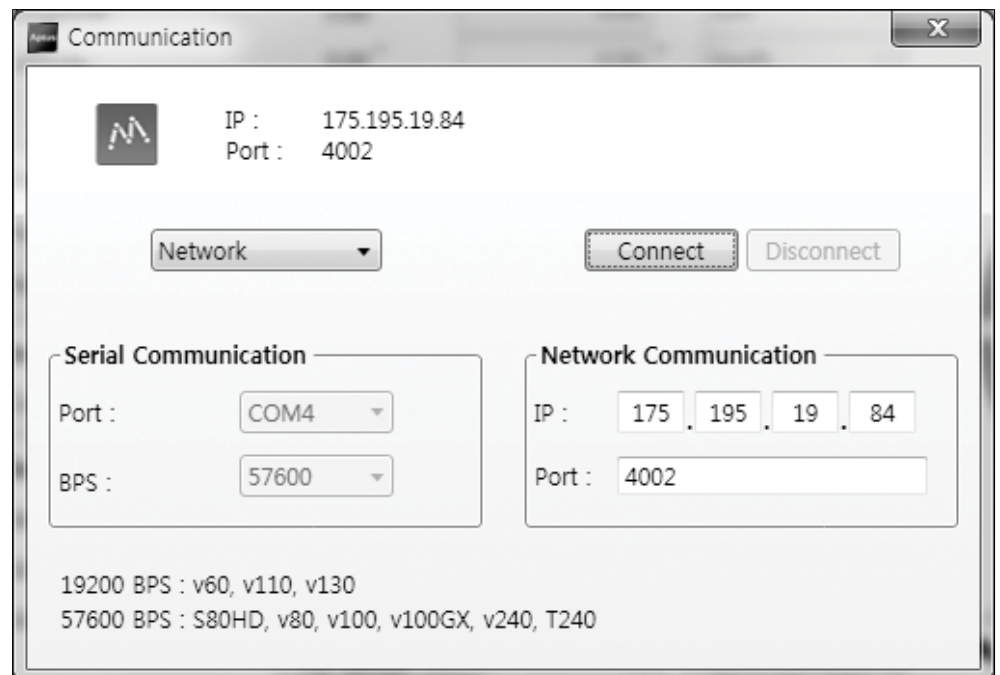 Communication
IP : 175.195.19.84
Port : 4002
Network Connect Disconnect
Serial Communication
Port : COM4
BPS : 57600
Network Communication
IP : 175 . 195 . 19 . 84
Port : 4002
19200 BPS : v60, v110, v130
57600 BPS : S80HD, v80, v100, v100GX, v240, T240